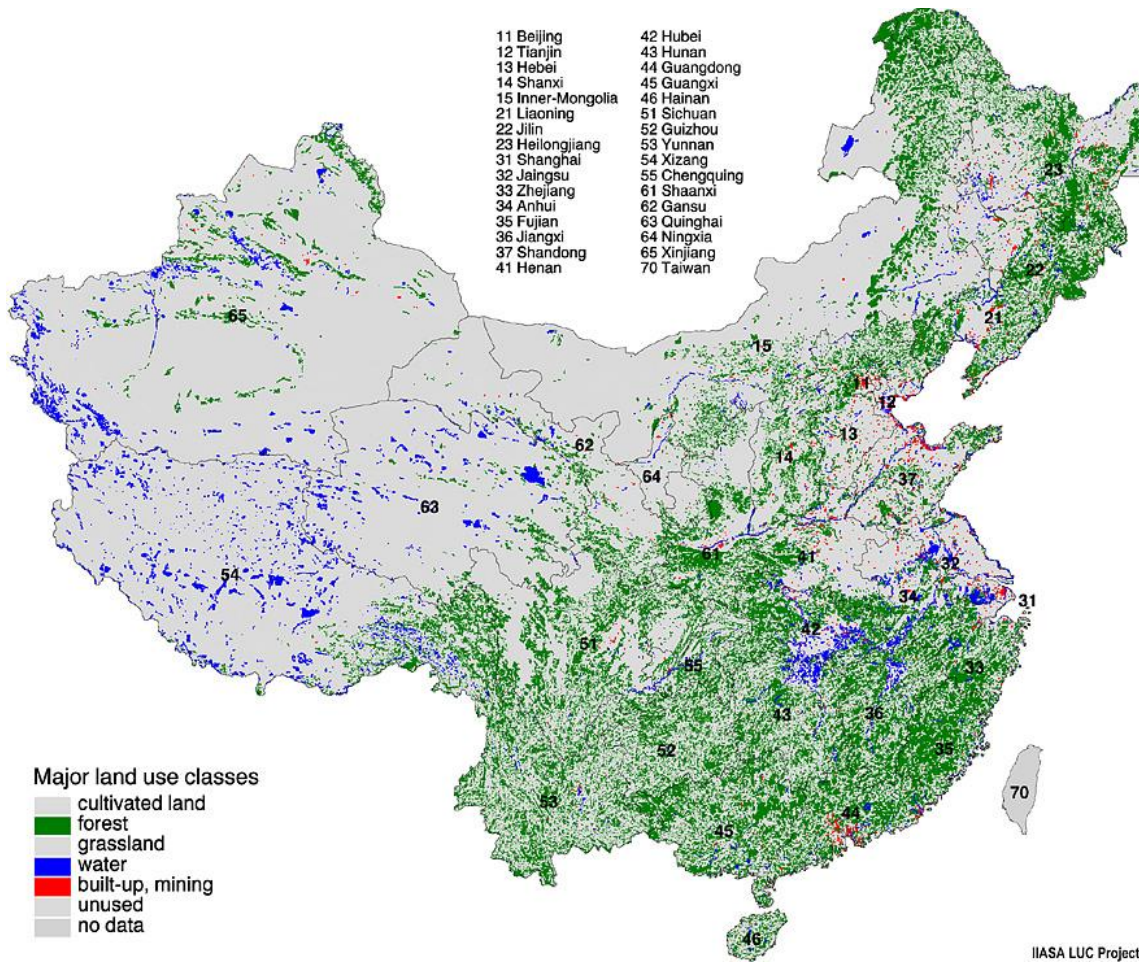 11 Beijing
12 Tianjin
13 Hebei
14 Shanxi
15 Inner-Mongolia
21 Liaoning
22 Jilin
23 Heilongjiang
31 Shanghai
32 Jaingsu
33 Zhejiang
34 Anhui
35 Fujian
36 Jiangxi
37 Shandong
41 Henan
42 Hubei
43 Hunan
44 Guangdong
45 Guangxi
46 Hainan
51 Sichuan
52 Guizhou
53 Yunnan
54 Xizang
55 Chengquing
61 Shaanxi
62 Gansu
63 Quinghai
64 Ningxia
65 Xinjiang
70 Taiwan
23
22
21
65
15
11
12
13
14
62
64
37
63
61
41
32
54
34
31
42
51
55
33
43
36
52
35
70
53
44
45
46
Major land use classes
cultivated land
forest
grassland
water
built-up, mining
unused
no data
IIASA LUC Project